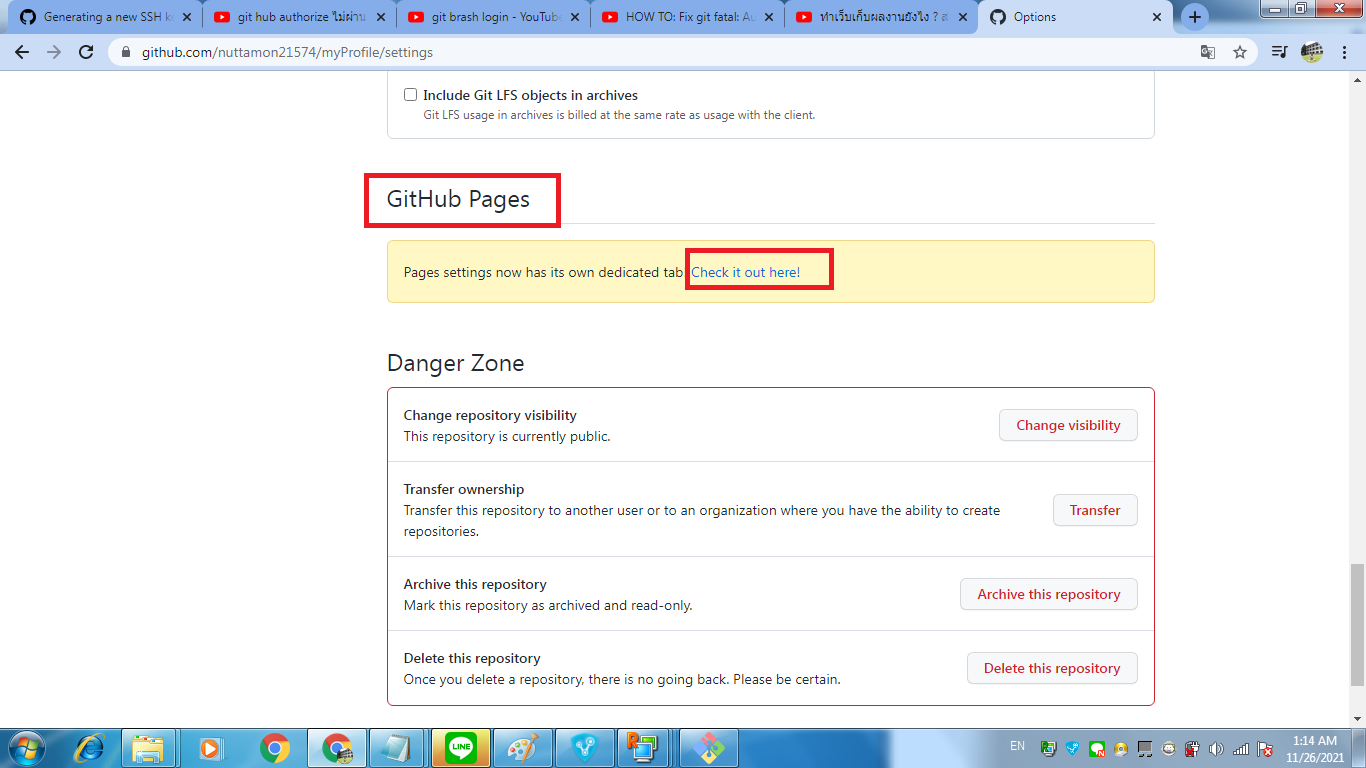 Generating a new SSH k
git hub authorize ไม่ผ่าน
git brash login - YouTube
HOW TO: Fix git fatal: Au
ทำเว็บเก็บผลงานยังไง ? ส
Options
github.com/nuttamon21574/myProfile/settings
Include Git LFS objects in archives
Git LFS usage in archives is billed at the same rate as usage with the client.
GitHub Pages
Pages settings now has its own dedicated tab Check it out here!
Danger Zone
Change repository visibility
This repository is currently public.
Change visibility
Transfer ownership
Transfer this repository to another user or to an organization where you have the ability to create
repositories.
Transfer
Archive this repository
Mark this repository as archived and read-only.
Archive this repository
Delete this repository
Once you delete a repository, there is no going back. Please be certain.
Delete this repository
LINE
EN
1:14 AM
11/26/2021